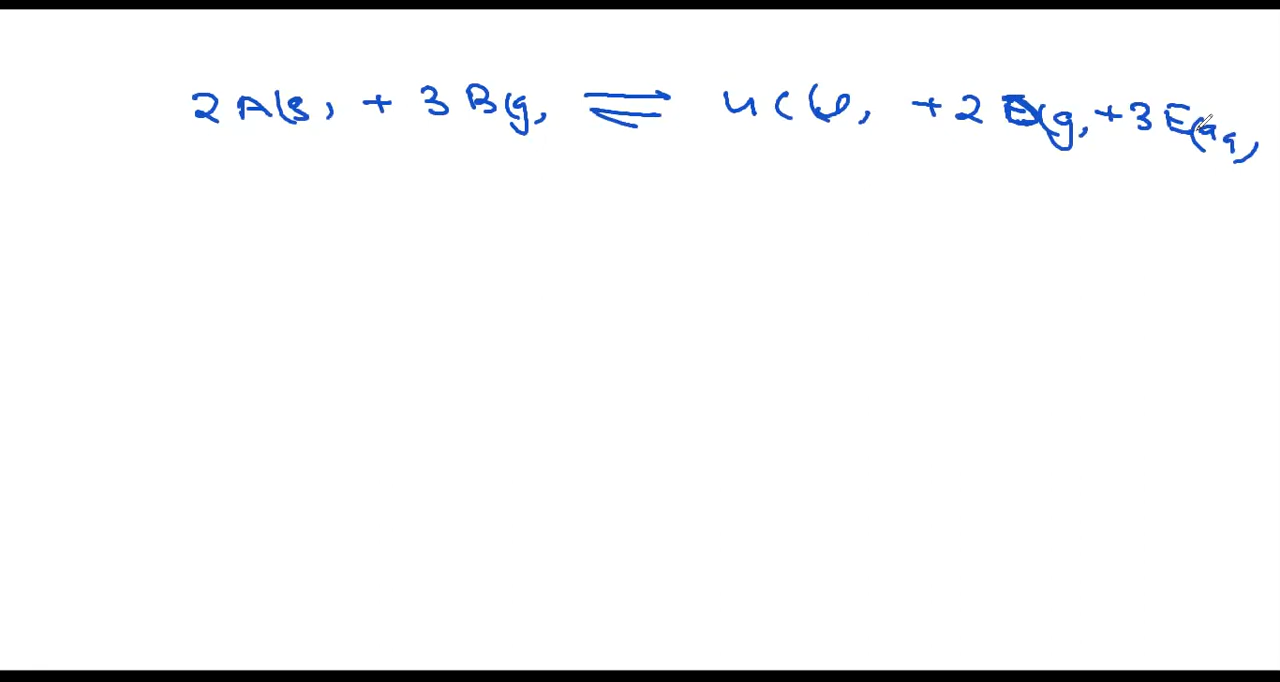 2A(s) + 3B(g) ⇌ 4C(l) + 2D(g) + 3E(aq)